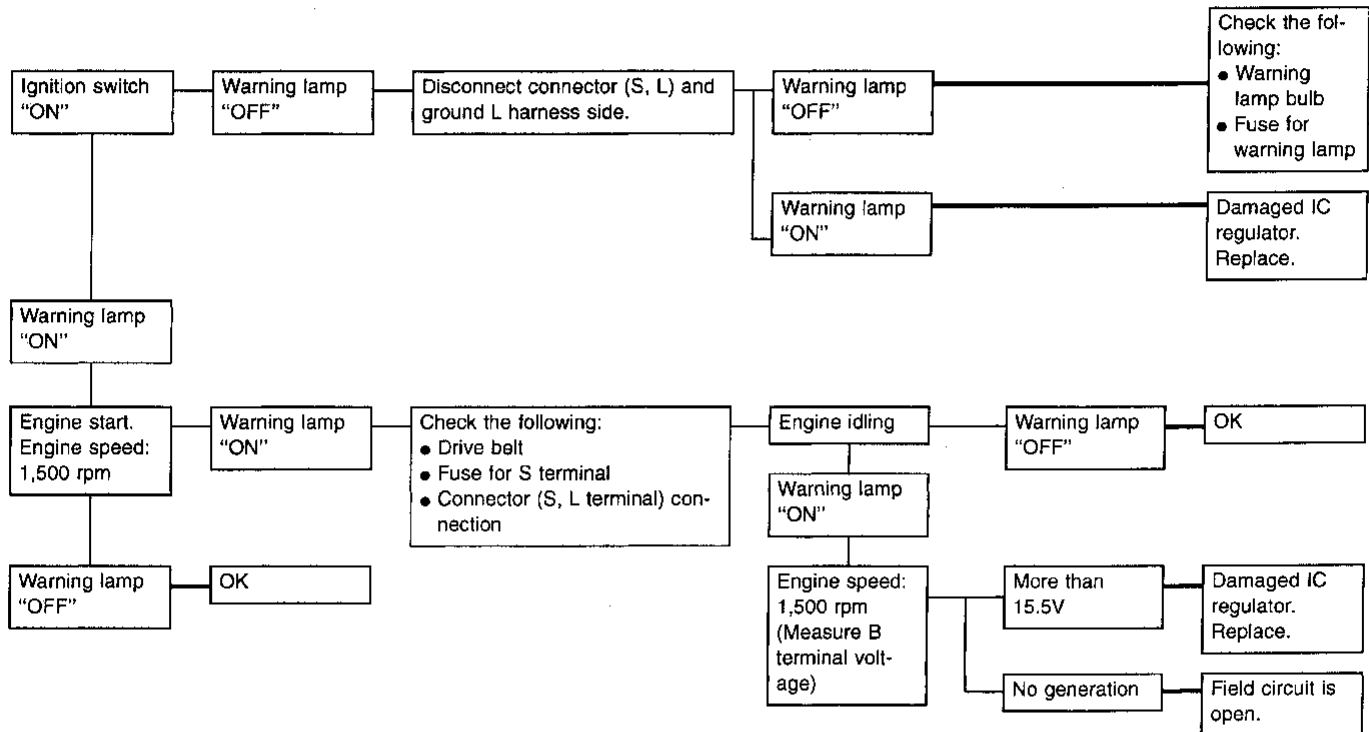 Ignition switch
"ON"
Warning lamp
"OFF"
Disconnect connector (S, L) and
ground L harness side.
Warning lamp
"OFF"
Check the fol-
lowing:
● Warning
lamp bulb
● Fuse for
warning lamp
Warning lamp
"ON"
Damaged IC
regulator.
Replace.
Warning lamp
"ON"
Engine start.
Engine speed:
1,500 rpm
Warning lamp
"ON"
Check the following:
● Drive belt
● Fuse for S terminal
● Connector (S, L terminal) con-
nection
Engine idling
Warning lamp
"OFF"
OK
Warning lamp
"ON"
Warning lamp
"OFF"
OK
Engine speed:
1,500 rpm
(Measure B
terminal volt-
age)
More than
15.5V
Damaged IC
regulator.
Replace.
No generation
Field circuit is
open.